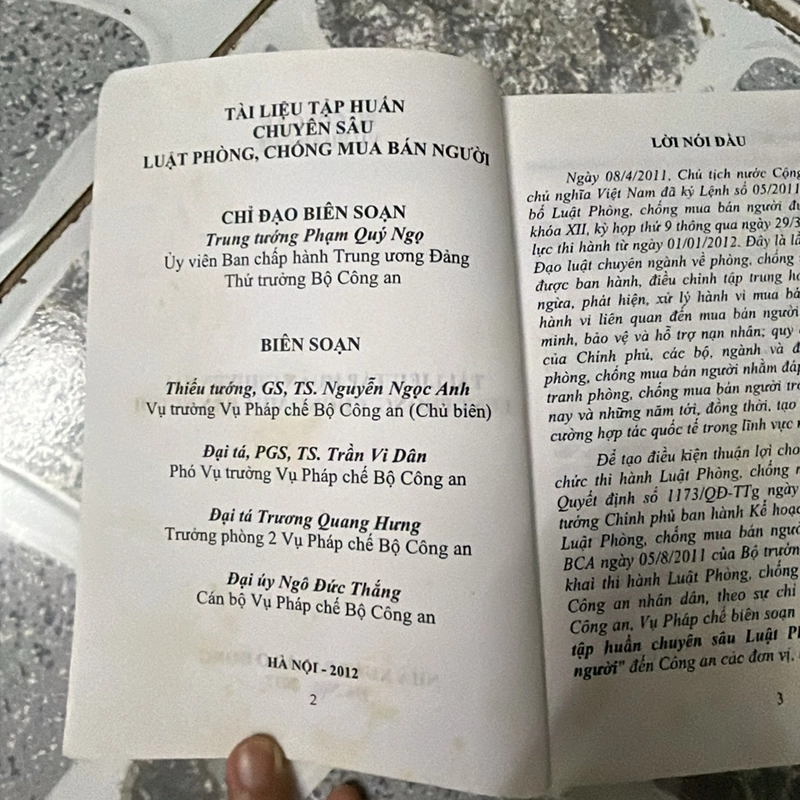 TÀI LIỆU TẬP HUẤN
CHUYÊN SÂU
LUẬT PHÒNG, CHỐNG MUA BÁN NGƯỜI
CHỈ ĐẠO BIÊN SOẠN
Trung tướng Phạm Quý Ngọ
Ủy viên Ban chấp hành Trung ương Đảng
Thứ trưởng Bộ Công an
BIÊN SOẠN
Thiếu tướng, GS, TS. Nguyễn Ngọc Anh
Vụ trưởng Vụ Pháp chế Bộ Công an (Chủ biên)
Đại tá, PGS, TS. Trần Vi Dân
Phó Vụ trưởng Vụ Pháp chế Bộ Công an
Đại tá Trương Quang Hưng
Trưởng phòng 2 Vụ Pháp chế Bộ Công an
Đại úy Ngô Đức Thắng
Cán bộ Vụ Pháp chế Bộ Công an
HÀ NỘI - 2012
2
LỜI NÓI ĐẦU
Ngày 08/4/2011, Chủ tịch nước Cộng
chủ nghĩa Việt Nam đã ký Lệnh số 05/2011
bố Luật Phòng, chống mua bán người đư
khóa XII, kỳ họp thứ 9 thông qua ngày 29/3
lực thi hành từ ngày 01/01/2012. Đây là lầ
Đạo luật chuyên ngành về phòng, chống
được ban hành, điều chỉnh tập trung ho
ngừa, phát hiện, xử lý hành vi mua bá
hành vi liên quan đến mua bán người
minh, bảo vệ và hỗ trợ nạn nhân; quy
của Chính phủ, các bộ, ngành và đ
phòng, chống mua bán người nhằm đáp
tranh phòng, chống mua bán người tro
nay và những năm tới, đồng thời, tạo
cường hợp tác quốc tế trong lĩnh vực n
Để tạo điều kiện thuận lợi cho
chức thi hành Luật Phòng, chống m
Quyết định số 1173/QĐ-TTg ngày
tướng Chính phủ ban hành Kế hoạc
Luật Phòng, chống mua bán ngườ
BCA ngày 05/8/2011 của Bộ trưởn
khai thi hành Luật Phòng, chống
Công an nhân dân, theo sự chỉ
Công an, Vụ Pháp chế biên soạn
tập huấn chuyên sâu Luật Ph
người" đến Công an các đơn vị,
3